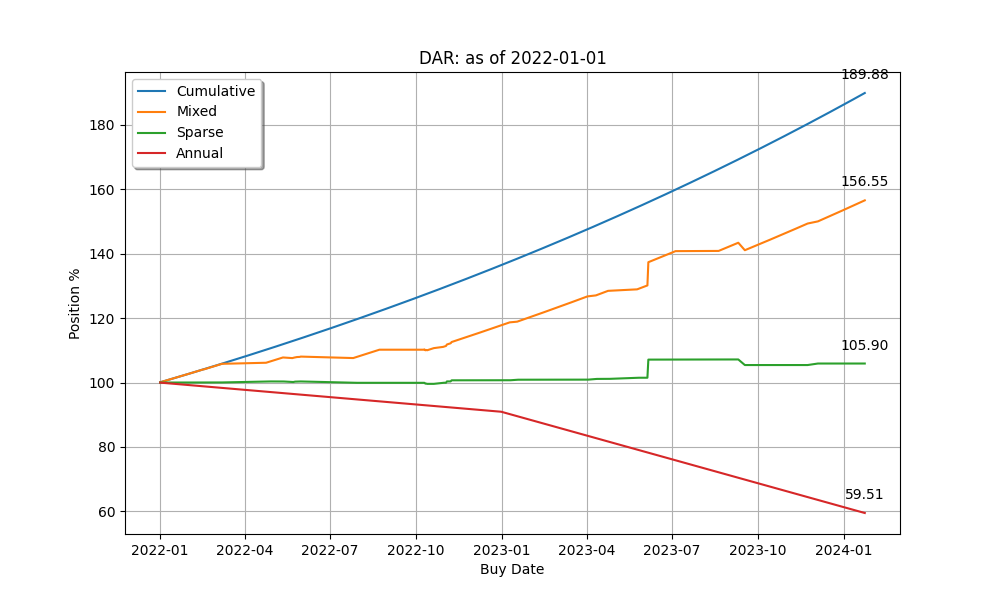 DAR: as of 2022-01-01
189.88
Cumulative
Mixed
Sparse
Annual
156.55
105.90
59.51
Position %
180
160
140
120
100
80
60
2022-01 2022-04 2022-07 2022-10 2023-01 2023-04 2023-07 2023-10 2024-01
Buy Date